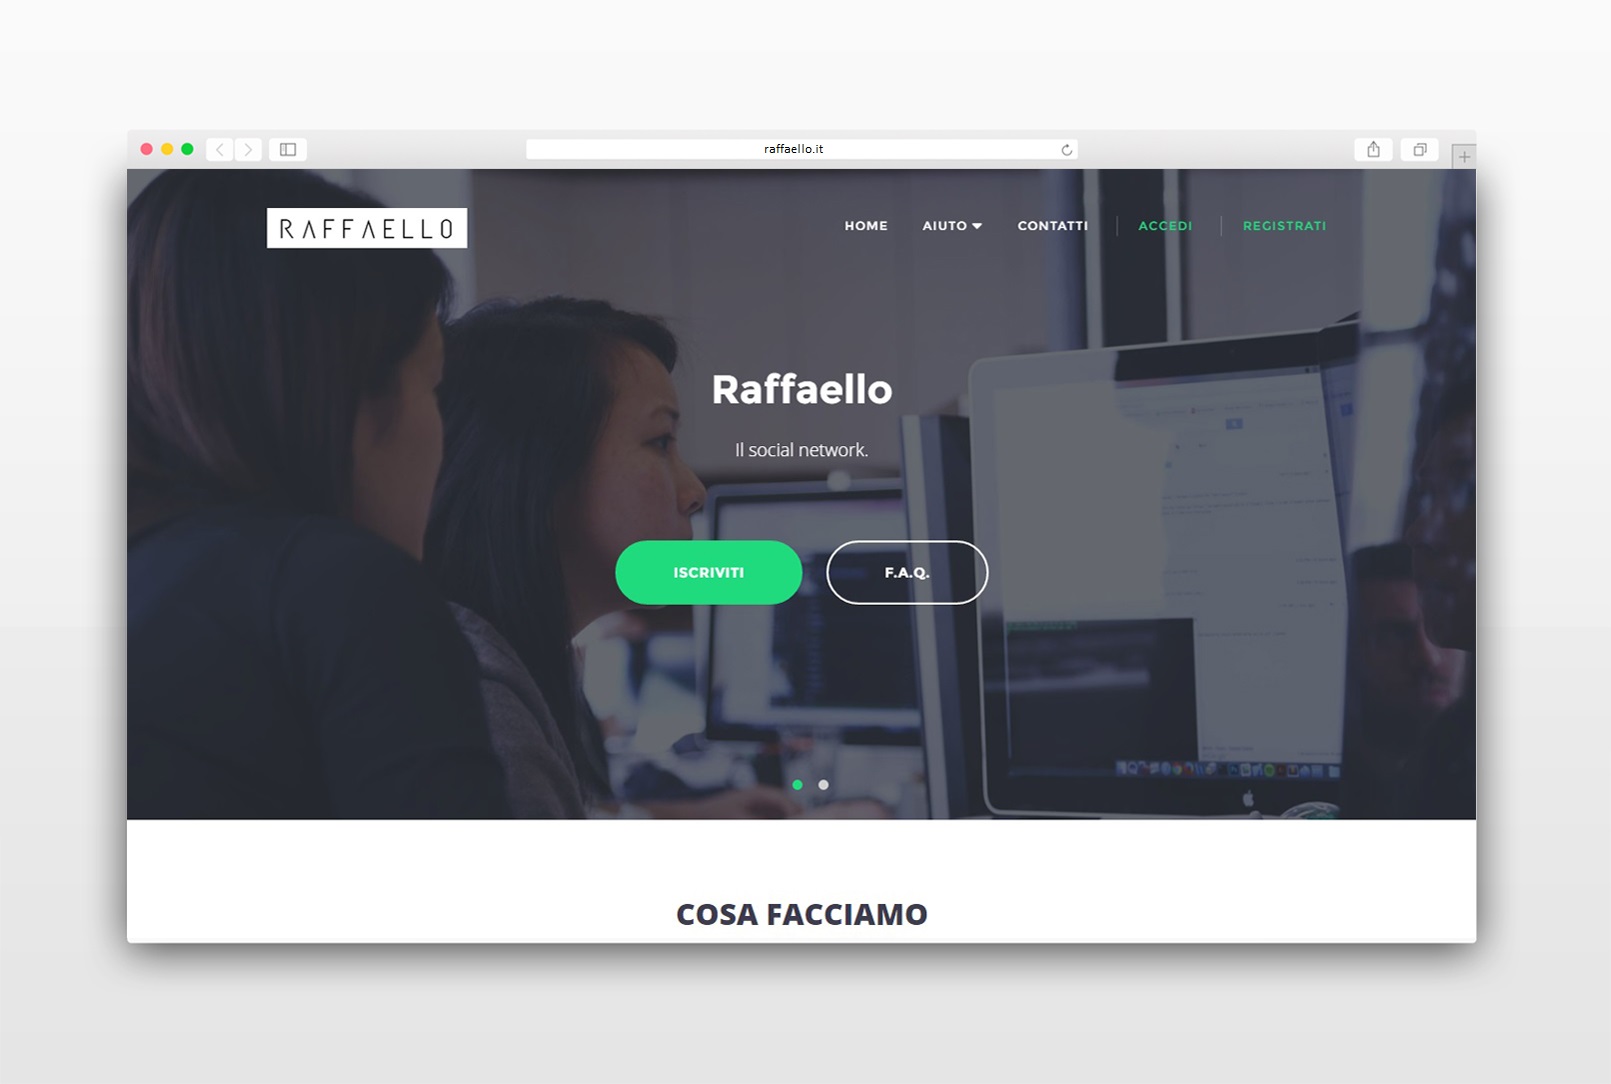 raffaello.it
RAFFAELLO
HOME AIUTO CONTATTI ACCEDI REGISTRATI
Raffaello
Il social network.
ISCRIVITI F.A.Q.
COSA FACCIAMO